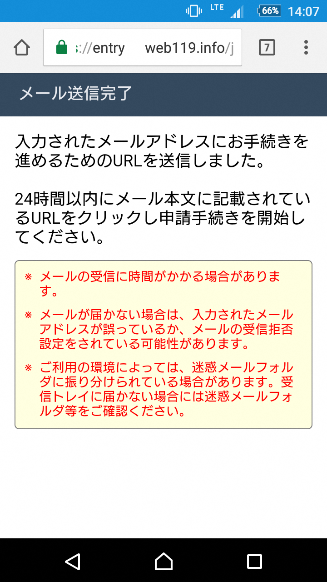 LTE 66% 14:07
s://entry web119.info/j 7
メール送信完了
入力されたメールアドレスにお手続きを
進めるためのURLを送信しました。
24時間以内にメール本文に記載されてい
るURLをクリックし申請手続きを開始し
てください。
※ メールの受信に時間がかかる場合がありま
す。
※ メールが届かない場合は、入力されたメール
アドレスが誤っているか、メールの受信拒否
設定をされている可能性があります。
※ ご利用の環境によっては、迷惑メールフォル
ダに振り分けられている場合があります。受
信トレイに届かない場合には迷惑メールフォ
ルダ等をご確認ください。